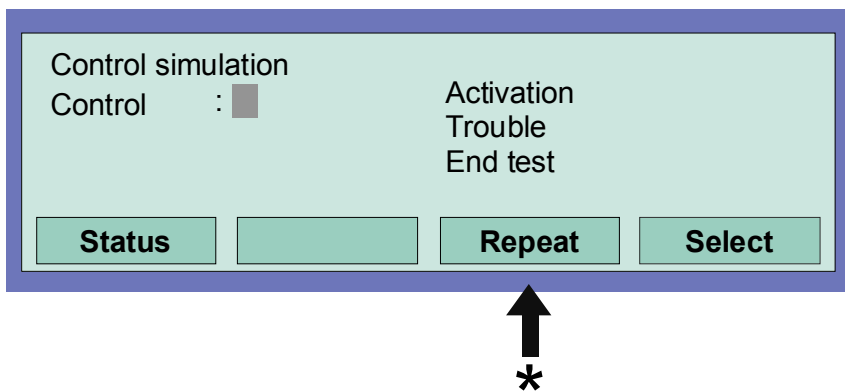 Control simulation
Control :
Activation
Trouble
End test
Status Repeat Select
*